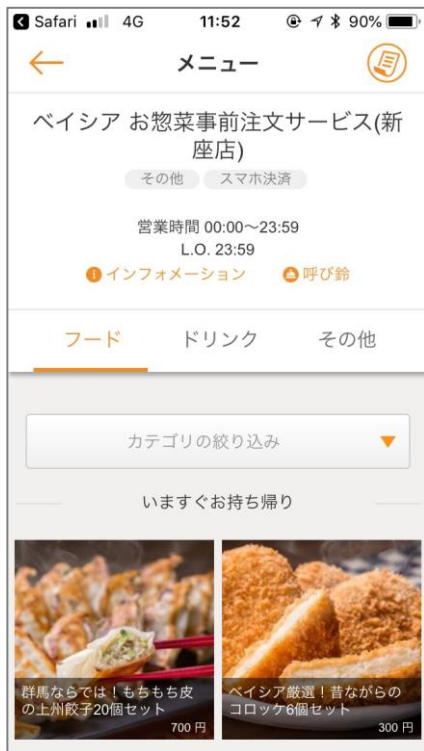 Safari 4G 11:52 90%
メニュー
ベイシア お惣菜事前注文サービス(新
座店)
その他 スマホ決済
営業時間 00:00〜23:59
L.O. 23:59
インフォメーション 呼び鈴
フード ドリンク その他
カテゴリの絞り込み
いますぐお持ち帰り
群馬ならでは！もちもち皮
の上州餃子20個セット
700 円
ベイシア厳選！昔ながらの
コロッケ6個セット
300 円